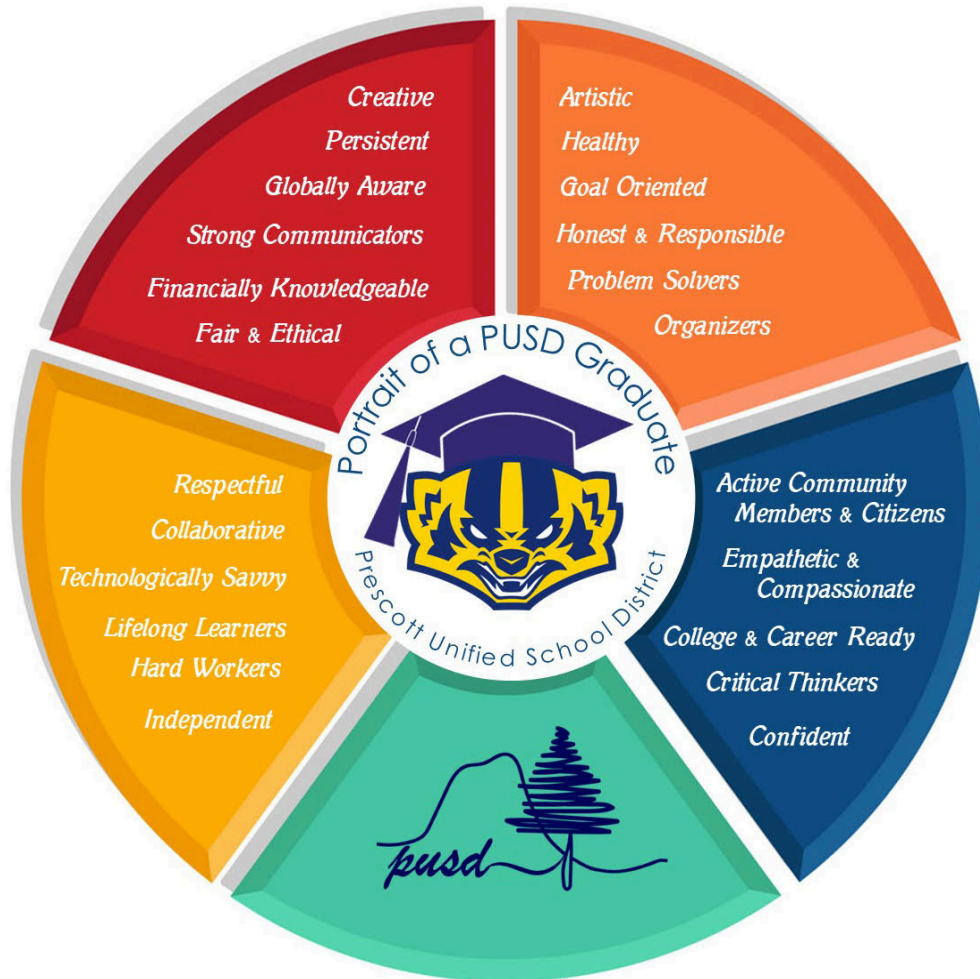 Creative
Persistent
Globally Aware
Strong Communicators
Financially Knowledgeable
Fair & Ethical
Artistic
Healthy
Goal Oriented
Honest & Responsible
Problem Solvers
Organizers
Portrait of a PUSD Graduate
Prescott Unified School District
Respectful
Collaborative
Technologically Savvy
Lifelong Learners
Hard Workers
Independent
Active Community
Members & Citizens
Empathetic &
Compassionate
College & Career Ready
Critical Thinkers
Confident
pusd